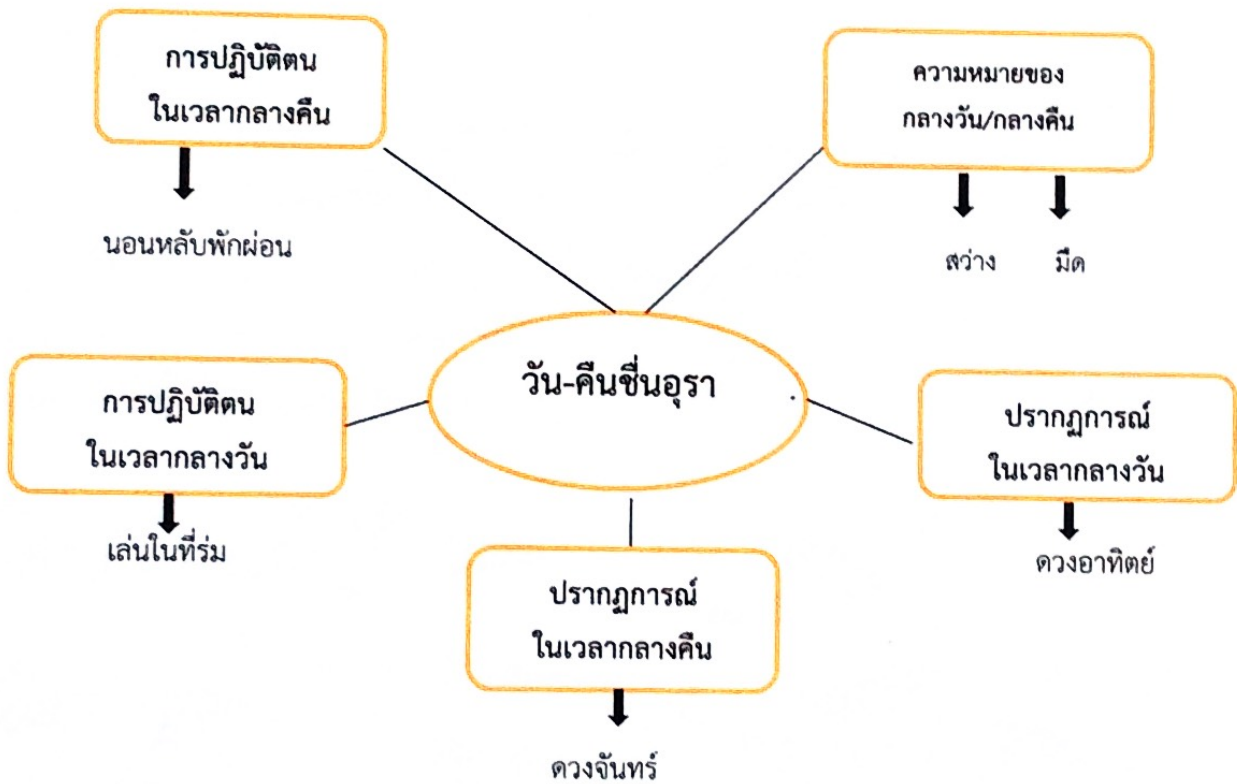 การปฏิบัติตน
ในเวลากลางคืน
นอนหลับพักผ่อน
ความหมายของ
กลางวัน/กลางคืน
สว่าง มืด
วัน-คืนชื่นอุรา
การปฏิบัติตน
ในเวลากลางวัน
เล่นในที่ร่ม
ปรากฏการณ์
ในเวลากลางวัน
ดวงอาทิตย์
ปรากฏการณ์
ในเวลากลางคืน
ดวงจันทร์